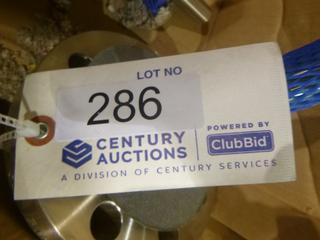 LOT NO
286
CENTURY
AUCTIONS
POWERED BY
ClubBid
A DIVISION OF CENTURY SERVICES